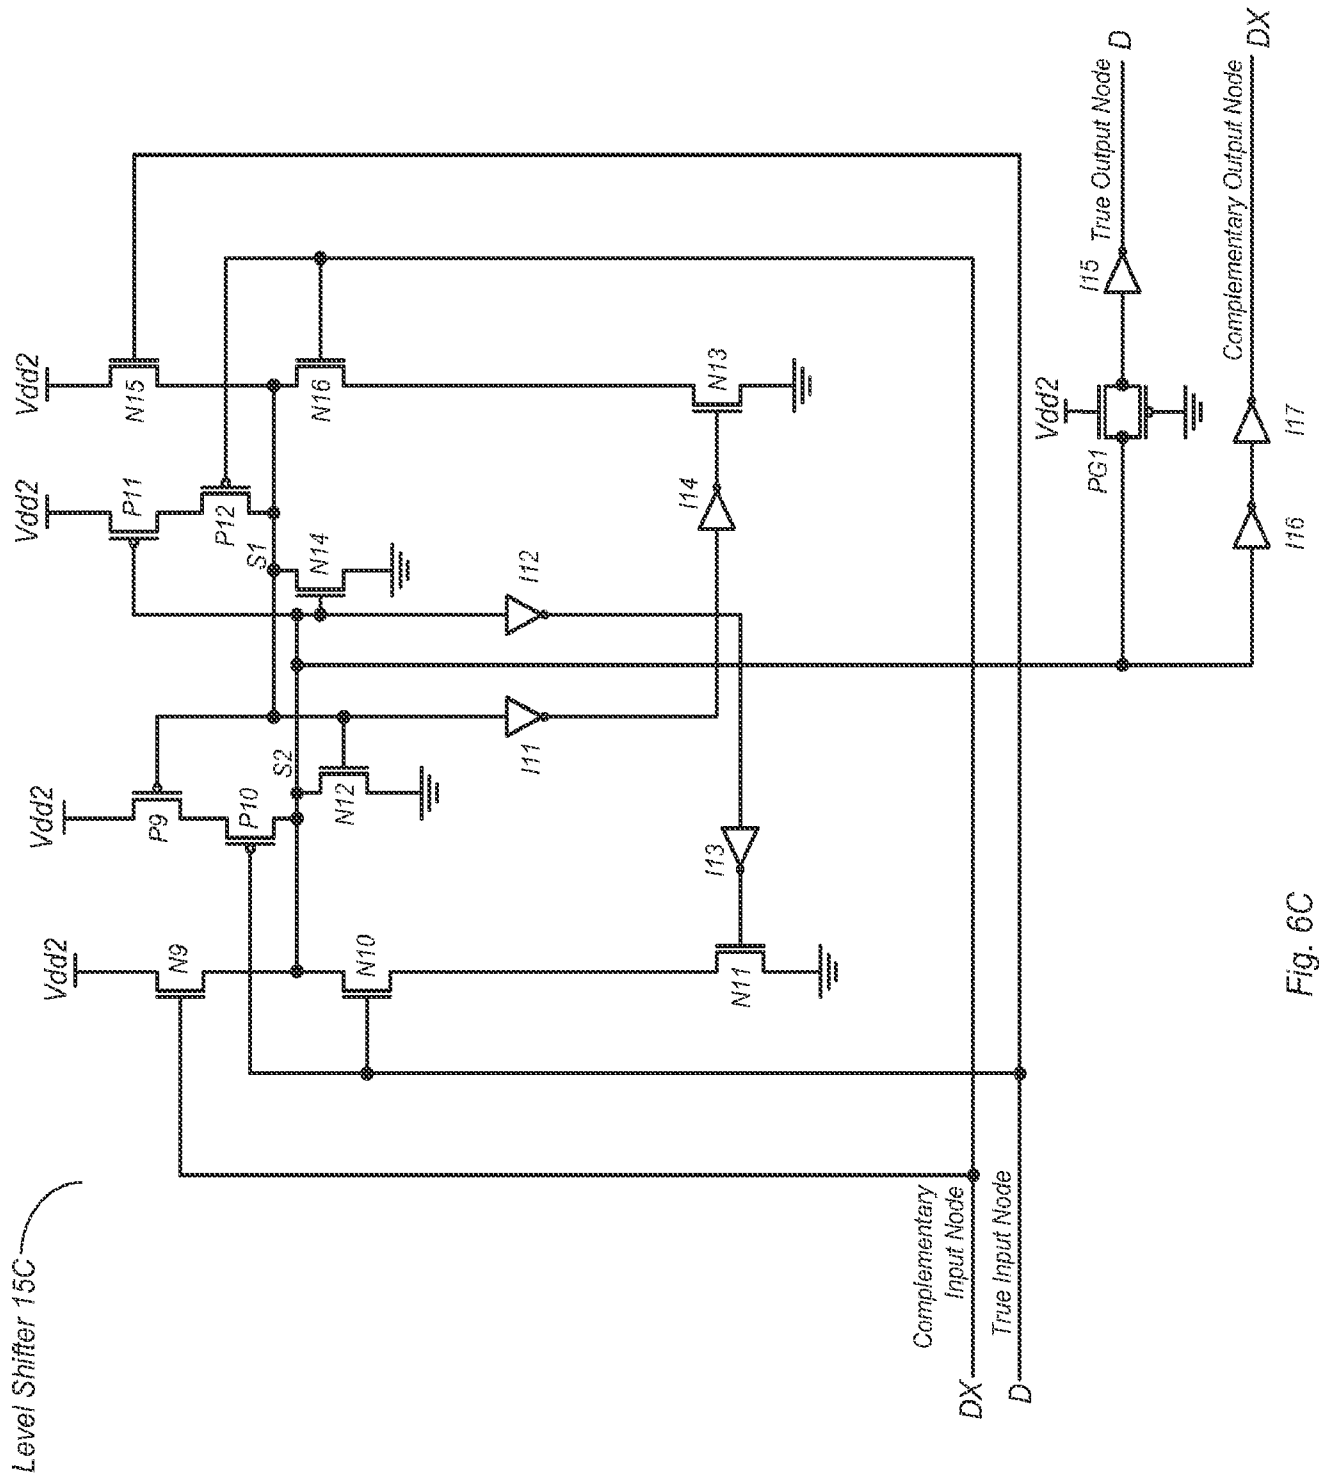 Level Shifter 15C
Vdd2
Vdd2
Vdd2
Vdd2
N9
P9
P10
P11
P12
N15
S2
S1
N10
N12
N14
N16
I11
I12
I13
I14
N11
N13
Complementary
Input Node
DX
True Input Node
D
Vdd2
PG1
I15
True Output Node
D
I16
I17
Complementary Output Node
DX
Fig. 6C